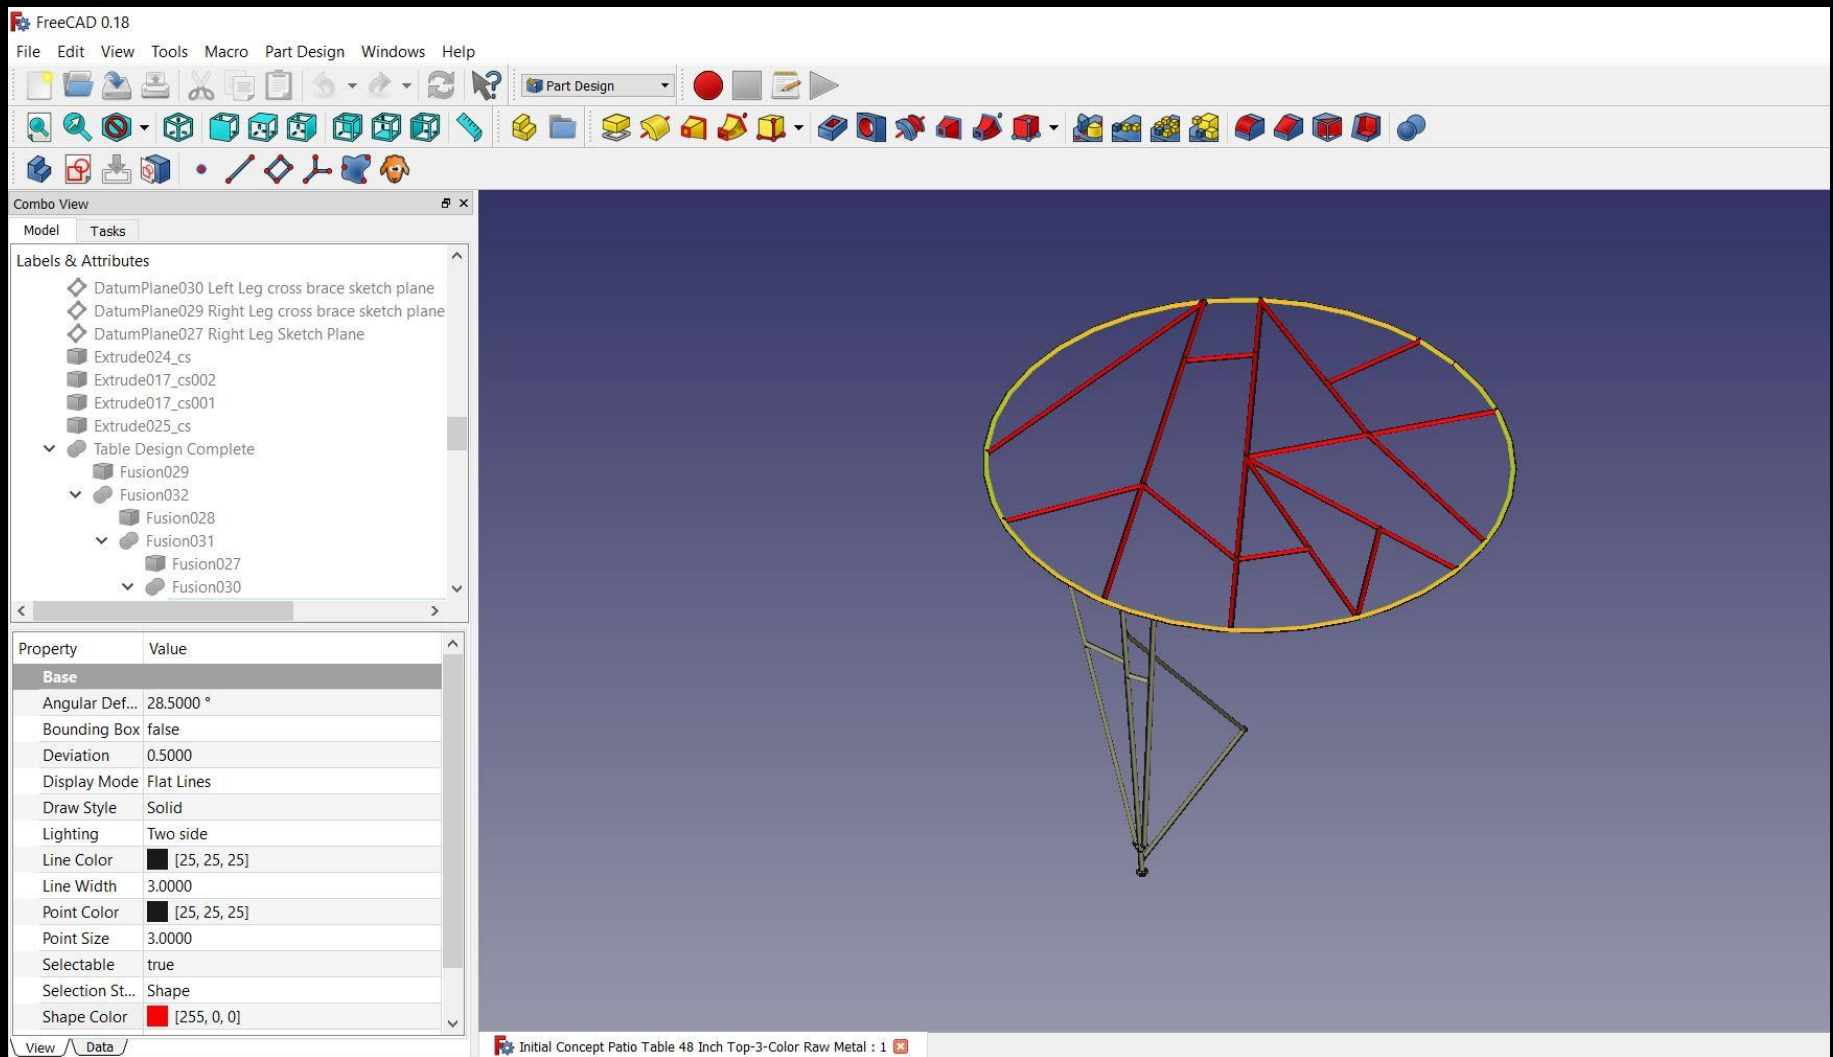 FreeCAD 0.18
File Edit View Tools Macro Part Design Windows Help
Part Design
Combo View
Model Tasks
Labels & Attributes
DatumPlane030 Left Leg cross brace sketch plane
DatumPlane029 Right Leg cross brace sketch plane
DatumPlane027 Right Leg Sketch Plane
Extrude024_cs
Extrude017_cs002
Extrude017_cs001
Extrude025_cs
Table Design Complete
Fusion029
Fusion032
Fusion028
Fusion031
Fusion027
Fusion030
Property Value
Base
Angular Def... 28.5000 °
Bounding Box false
Deviation 0.5000
Display Mode Flat Lines
Draw Style Solid
Lighting Two side
Line Color [25, 25, 25]
Line Width 3.0000
Point Color [25, 25, 25]
Point Size 3.0000
Selectable true
Selection St... Shape
Shape Color [255, 0, 0]
View Data
Initial Concept Patio Table 48 Inch Top-3-Color Raw Metal : 1